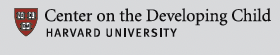 Center on the Developing Child
HARVARD UNIVERSITY